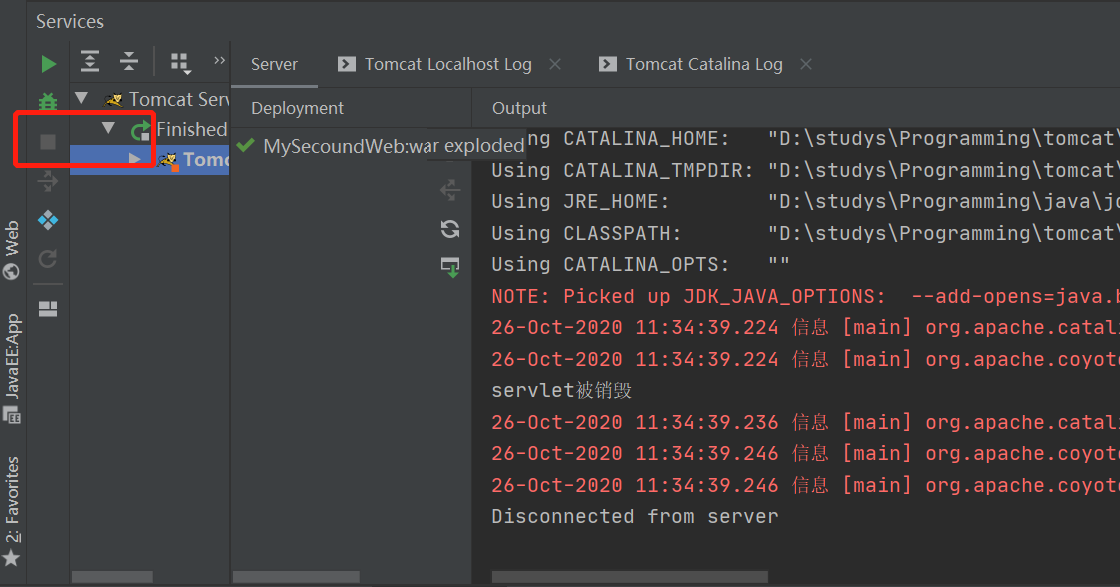 Services
Server
Tomcat Localhost Log
Tomcat Catalina Log
Tomcat Serv
Finished
Tomc
Deployment
MySecoundWeb:war exploded
Output
ng CATALINA_HOME: "D:\studys\Programming\tomcat\
Using CATALINA_TMPDIR: "D:\studys\Programming\tomcat\
Using JRE_HOME: "D:\studys\Programming\java\jd
Using CLASSPATH: "D:\studys\Programming\tomcat\
Using CATALINA_OPTS: ""
NOTE: Picked up JDK_JAVA_OPTIONS: --add-opens=java.b
26-Oct-2020 11:34:39.224 信息 [main] org.apache.catali
26-Oct-2020 11:34:39.224 信息 [main] org.apache.coyote
servlet被销毁
26-Oct-2020 11:34:39.236 信息 [main] org.apache.catali
26-Oct-2020 11:34:39.246 信息 [main] org.apache.coyote
26-Oct-2020 11:34:39.246 信息 [main] org.apache.coyote
Disconnected from server
Web
JavaEE:App
2: Favorites